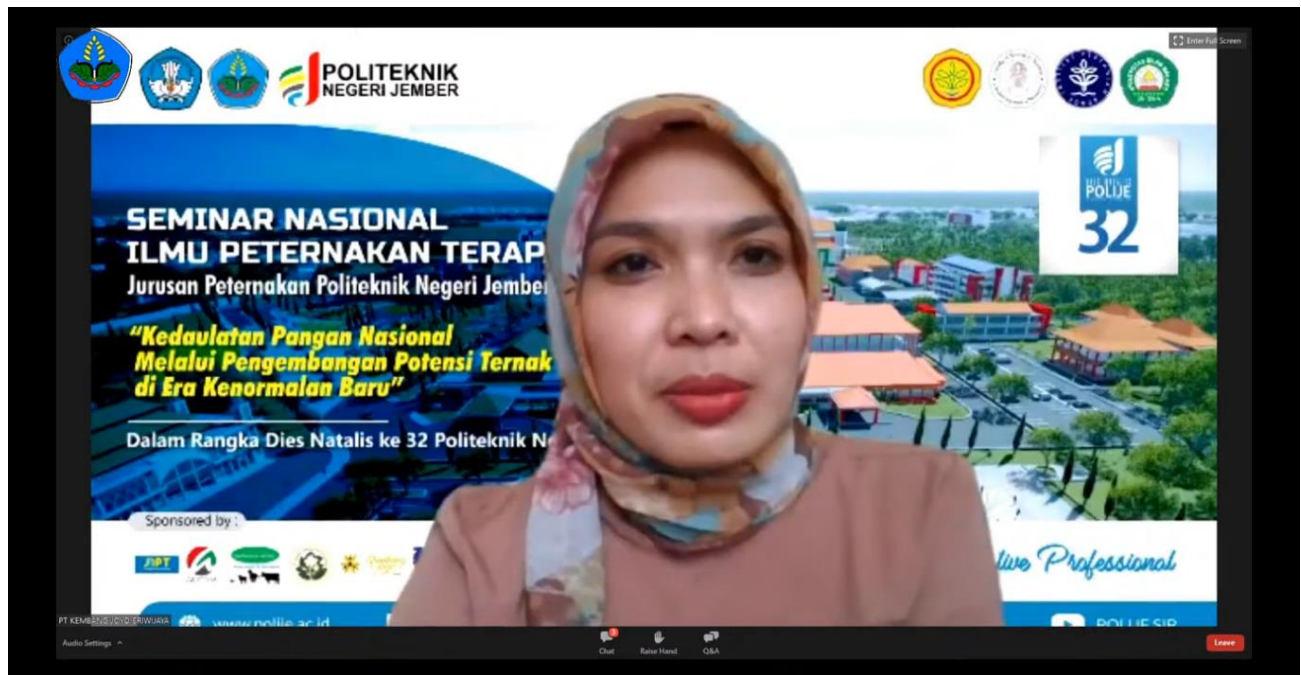 Enter Full Screen
POLITEKNIK
NEGERI JEMBER
POLIJE
32
SEMINAR NASIONAL
ILMU PETERNAKAN TERAP
Jurusan Peternakan Politeknik Negeri Jember
"Kedaulatan Pangan Nasional
Melalui Pengembangan Potensi Ternak
di Era Kenormalan Baru"
Dalam Rangka Dies Natalis ke 32 Politeknik
Sponsored by :
Professional
PT KEMBANG JOYO SRIWIJAYA
www.polije.ac.id
POLIJE SIP
Audio Settings
3
Chat
Raise Hand
Q&A
Leave